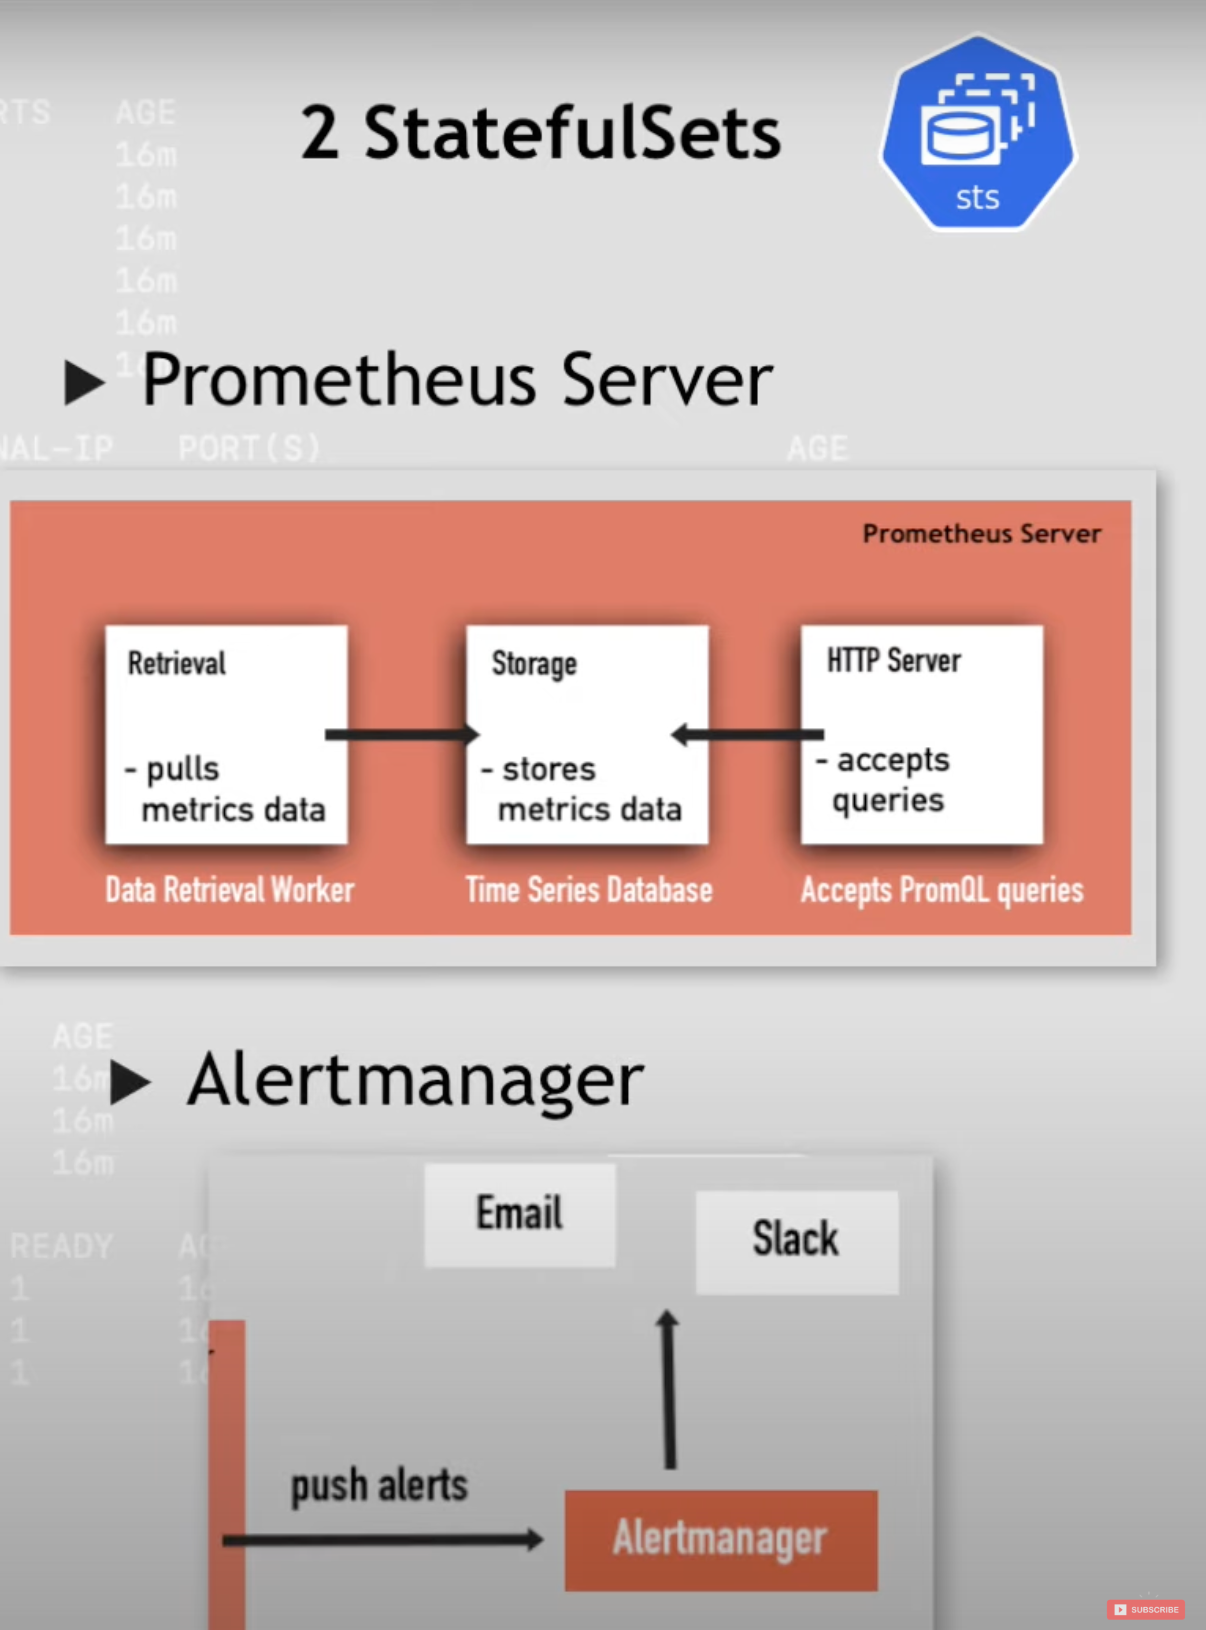 RTS AGE
2 StatefulSets
16m
16m
sts
16m
16m
16m
Prometheus Server
NAL-IP PORT(S) AGE
Prometheus Server
Retrieval
Storage
HTTP Server
- pulls
metrics data
- stores
metrics data
- accepts
queries
Data Retrieval Worker
Time Series Database
Accepts PromQL queries
AGE
16m
Alertmanager
16m
16m
Email
Slack
READY
1
1
1
push alerts
Alertmanager
SUBSCRIBE